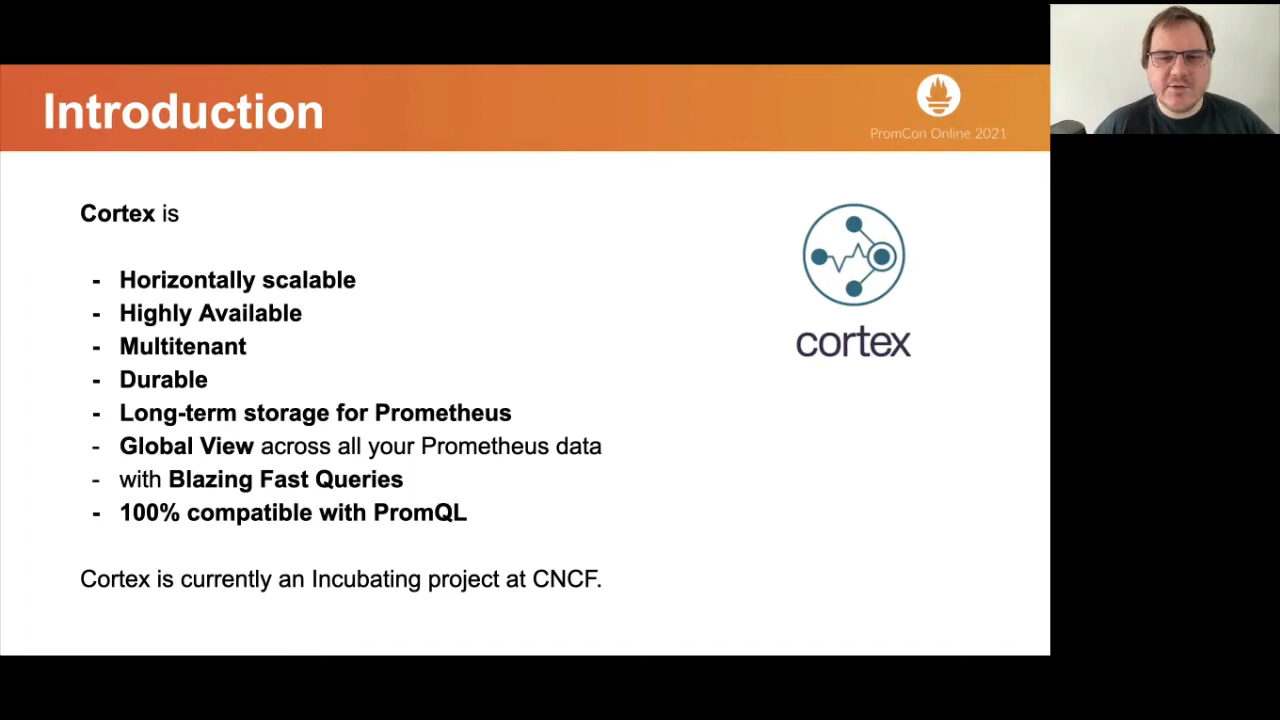 Introduction
PromCon Online 2021
Cortex is
- Horizontally scalable
- Highly Available
- Multitenant
- Durable
- Long-term storage for Prometheus
- Global View across all your Prometheus data
- with Blazing Fast Queries
- 100% compatible with PromQL
cortex
Cortex is currently an Incubating project at CNCF.